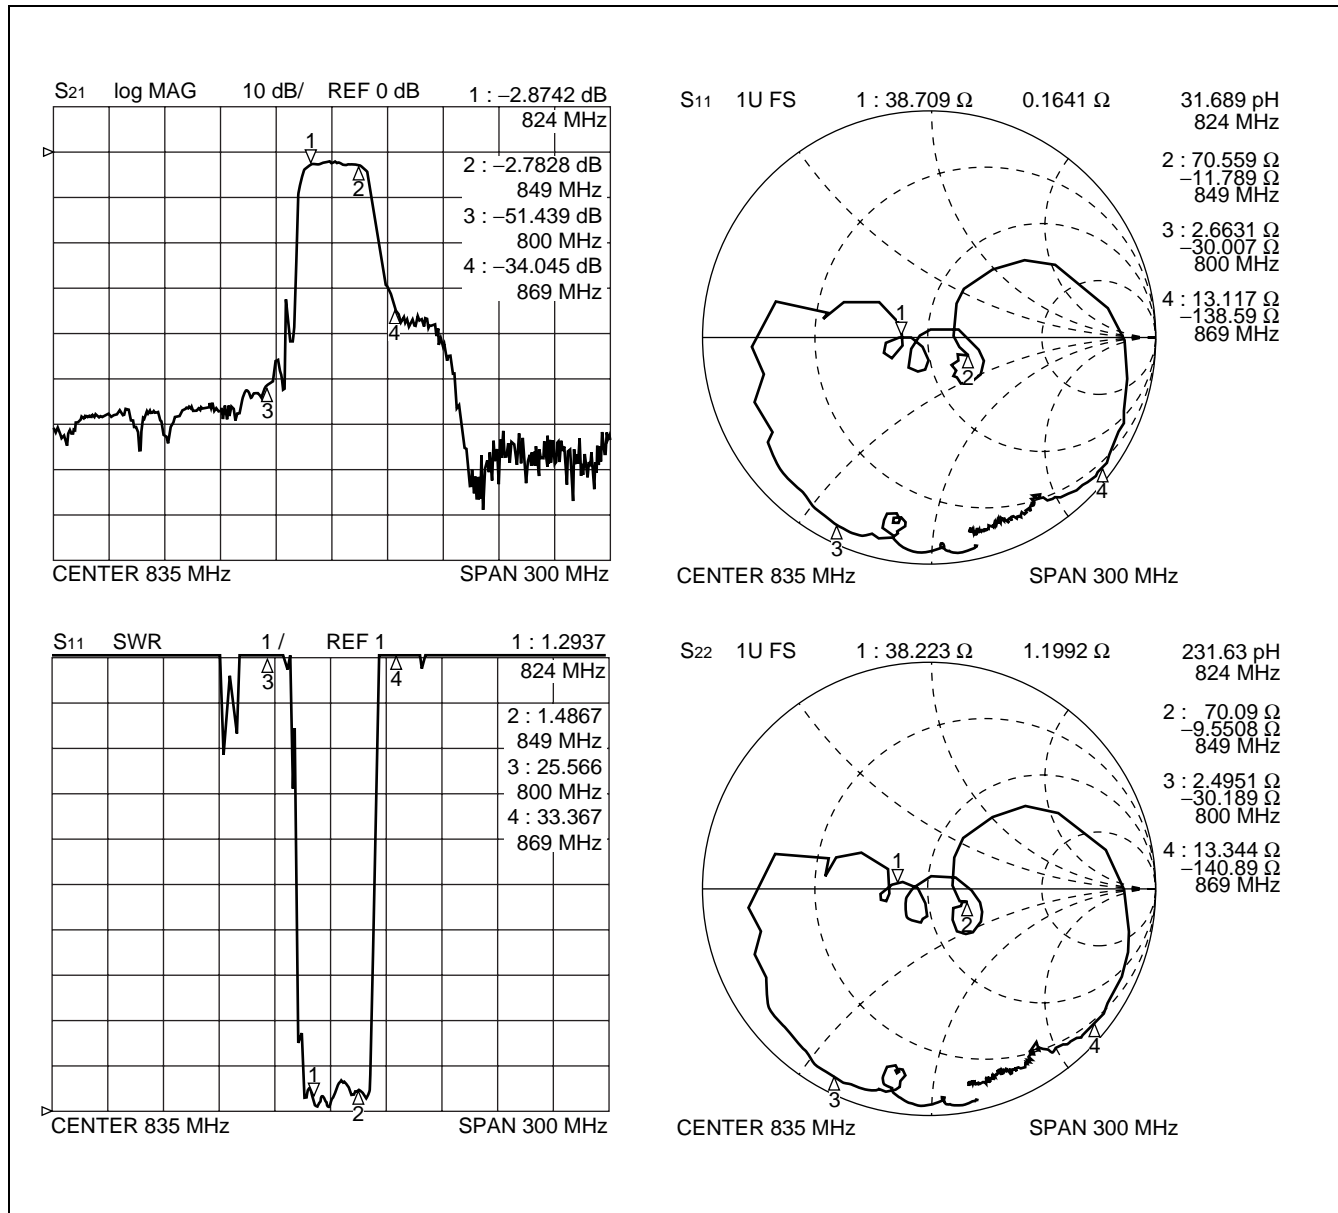 S21 log MAG 10 dB/ REF 0 dB 1 : –2.8742 dB
824 MHz
1
2 : –2.7828 dB
849 MHz
3 : –51.439 dB
800 MHz
4 : –34.045 dB
869 MHz
2
4
3
CENTER 835 MHz SPAN 300 MHz
S11 1U FS 1 : 38.709 Ω 0.1641 Ω 31.689 pH
824 MHz
2 : 70.559 Ω
–11.789 Ω
849 MHz
3 : 2.6631 Ω
–30.007 Ω
800 MHz
4 : 13.117 Ω
–138.59 Ω
869 MHz
1
2
4
3
CENTER 835 MHz SPAN 300 MHz
S11 SWR 1 / REF 1 1 : 1.2937
824 MHz
3
4
2 : 1.4867
849 MHz
3 : 25.566
800 MHz
4 : 33.367
869 MHz
1
2
CENTER 835 MHz SPAN 300 MHz
S22 1U FS 1 : 38.223 Ω 1.1992 Ω 231.63 pH
824 MHz
2 : 70.09 Ω
–9.5508 Ω
849 MHz
3 : 2.4951 Ω
–30.189 Ω
800 MHz
4 : 13.344 Ω
–140.89 Ω
869 MHz
1
2
4
3
CENTER 835 MHz SPAN 300 MHz